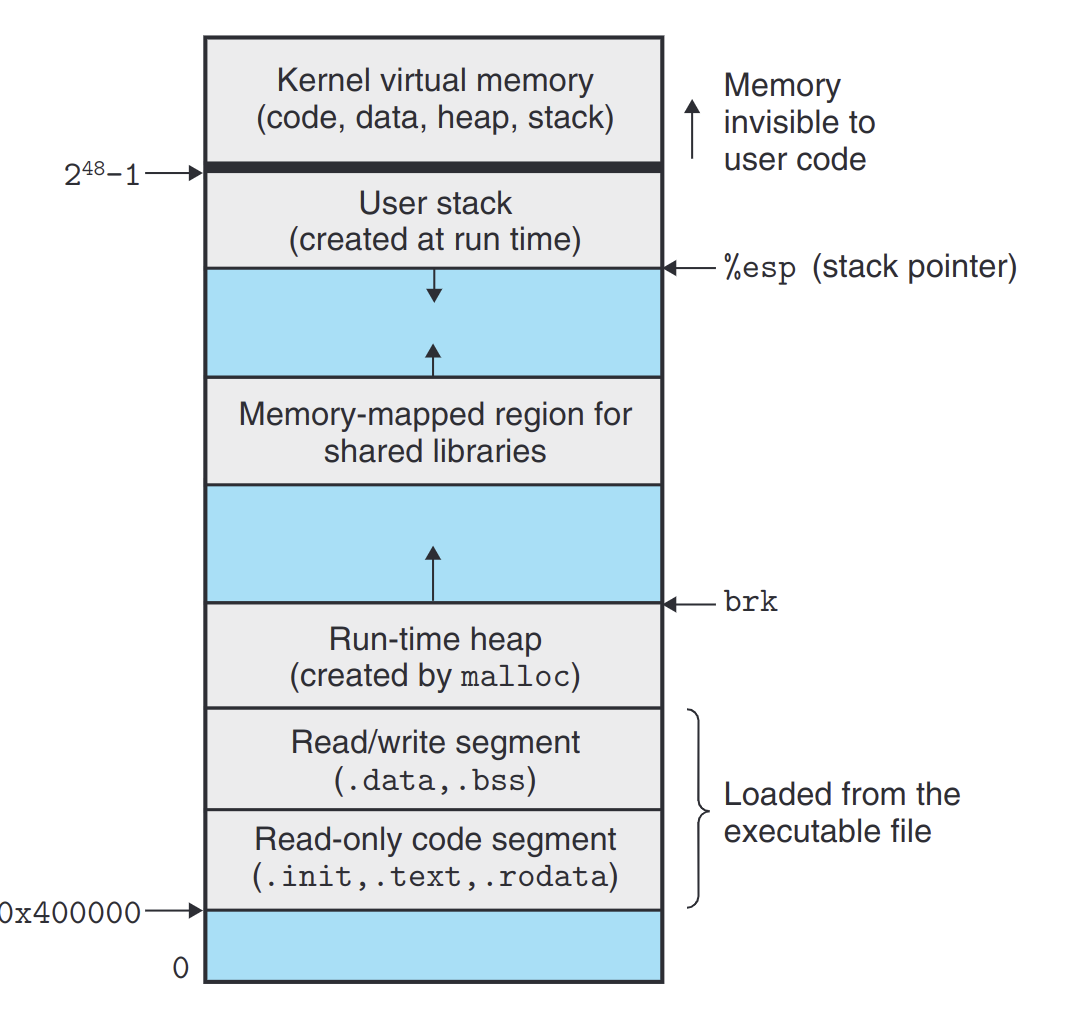 Kernel virtual memory
(code, data, heap, stack)
Memory
invisible to
user code
2⁴⁸−1
User stack
(created at run time)
%esp (stack pointer)
Memory-mapped region for
shared libraries
brk
Run-time heap
(created by malloc)
Read/write segment
(.data,.bss)
Loaded from the
executable file
Read-only code segment
(.init,.text,.rodata)
0x400000
0